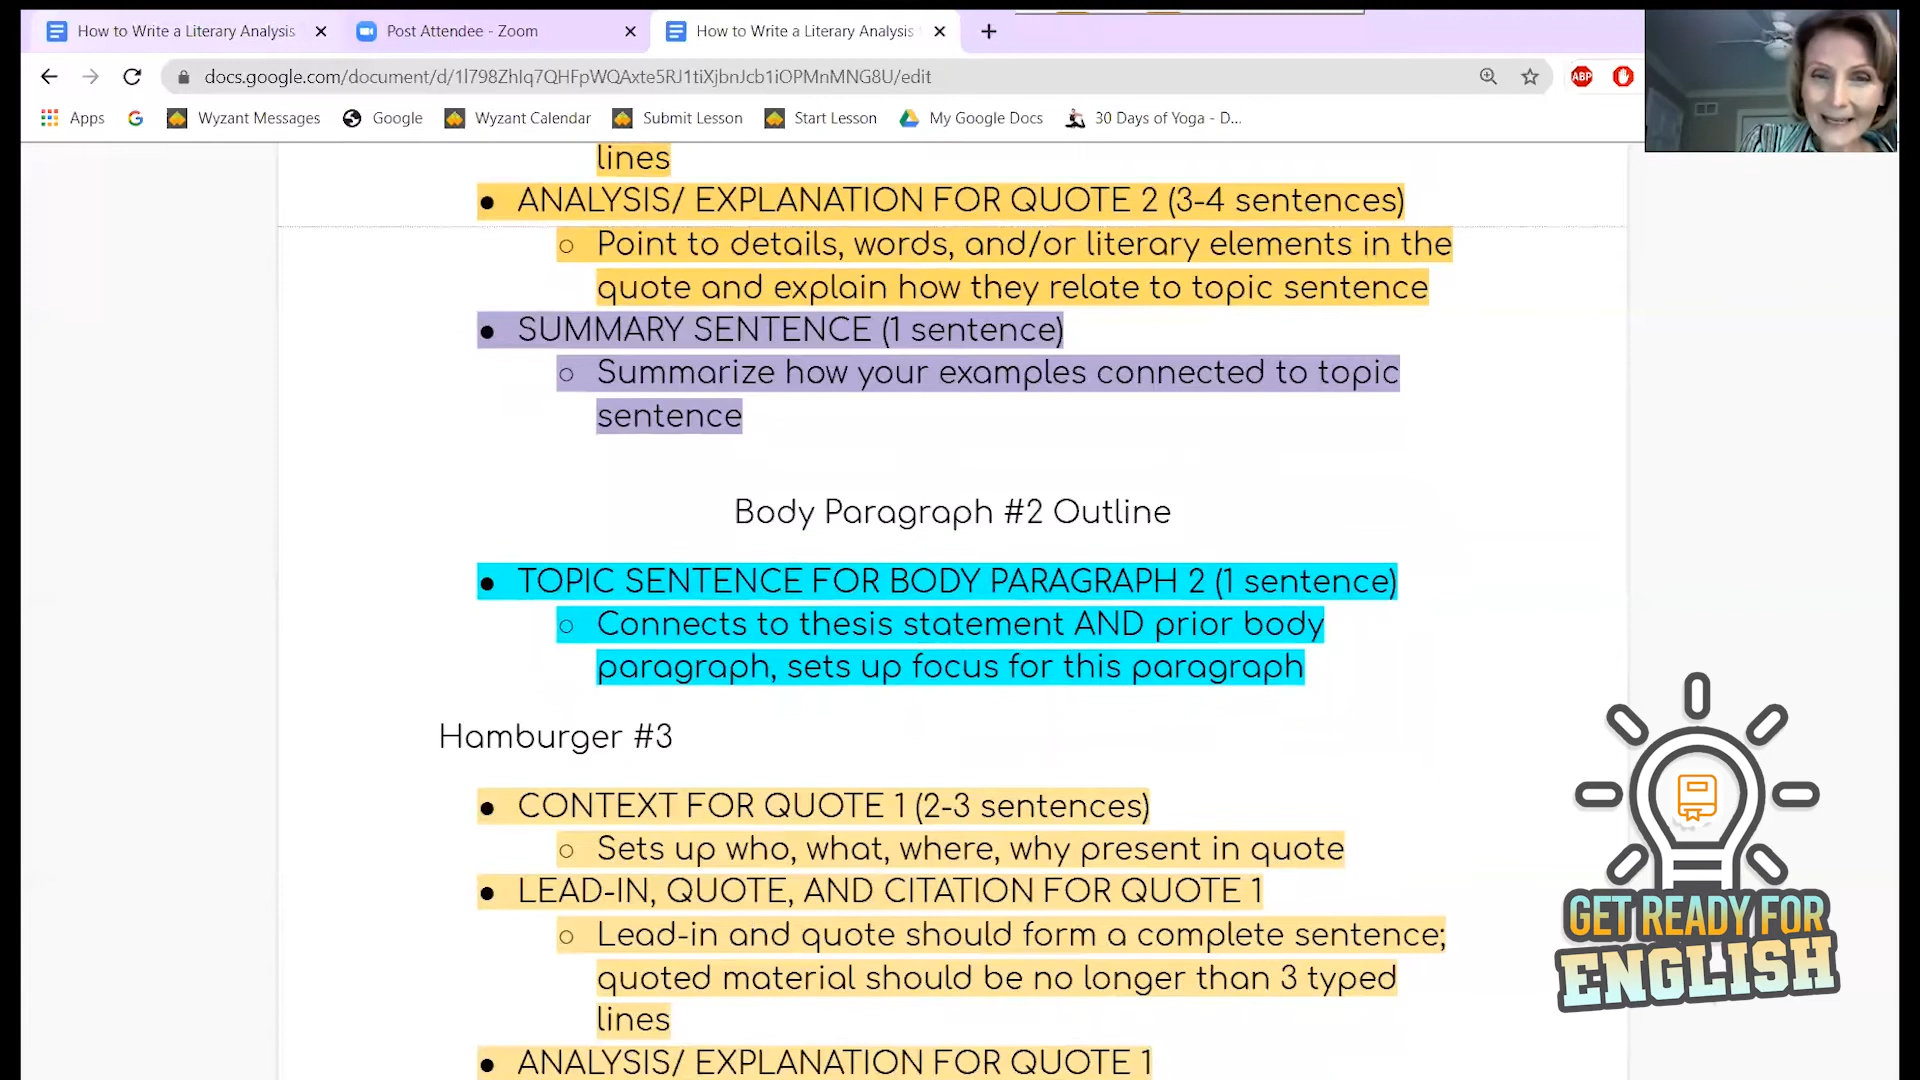 How to Write a Literary Analysis
Post Attendee - Zoom
How to Write a Literary Analysis
docs.google.com/document/d/1l798ZhIq7QHFpWQAxte5RJ1tiXjbnJcb1iOPMnMNG8U/edit
ABP
Apps
G
Wyzant Messages
Google
Wyzant Calendar
Submit Lesson
Start Lesson
My Google Docs
30 Days of Yoga - D...
lines
● ANALYSIS/ EXPLANATION FOR QUOTE 2 (3-4 sentences)
○ Point to details, words, and/or literary elements in the
quote and explain how they relate to topic sentence
● SUMMARY SENTENCE (1 sentence)
○ Summarize how your examples connected to topic
sentence
Body Paragraph #2 Outline
● TOPIC SENTENCE FOR BODY PARAGRAPH 2 (1 sentence)
○ Connects to thesis statement AND prior body
paragraph, sets up focus for this paragraph
Hamburger #3
● CONTEXT FOR QUOTE 1 (2-3 sentences)
○ Sets up who, what, where, why present in quote
● LEAD-IN, QUOTE, AND CITATION FOR QUOTE 1
○ Lead-in and quote should form a complete sentence;
quoted material should be no longer than 3 typed
lines
● ANALYSIS/ EXPLANATION FOR QUOTE 1
GET READY FOR
ENGLISH